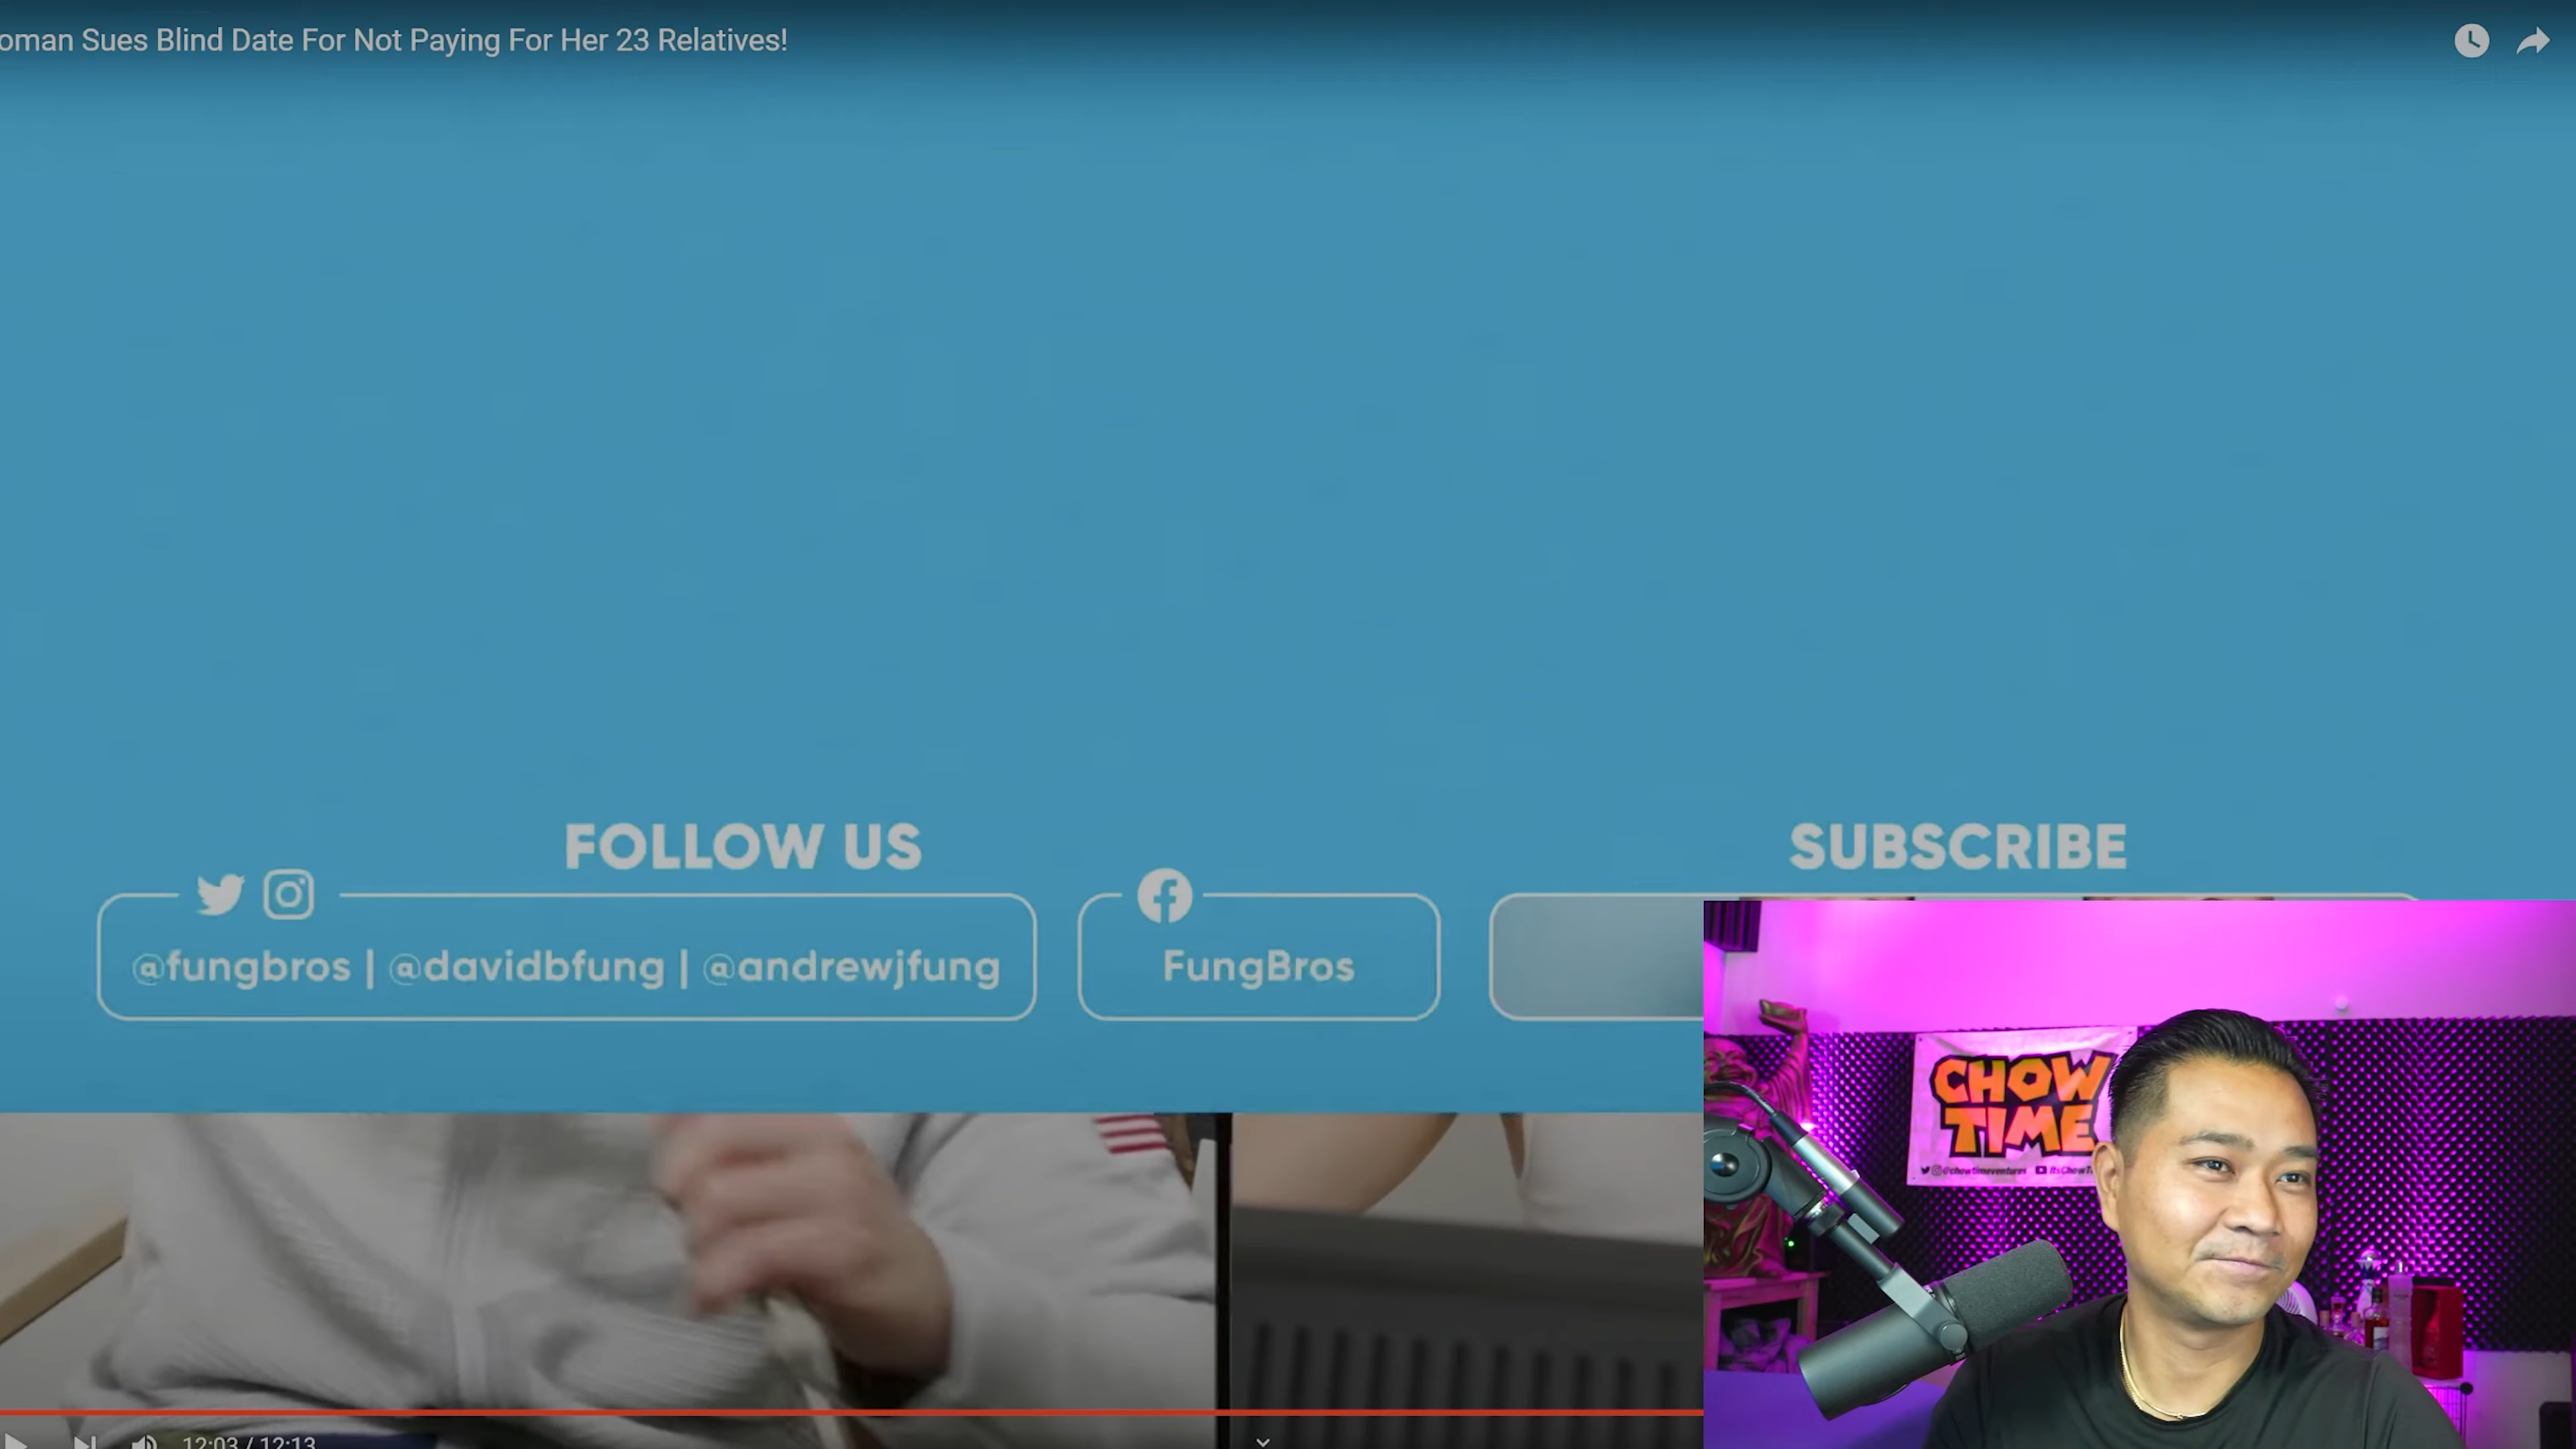 oman Sues Blind Date For Not Paying For Her 23 Relatives!
FOLLOW US
SUBSCRIBE
@fungbros | @davidbfung | @andrewjfung
FungBros
CHOW
TIME
@chowtimeventures
12:03 / 12:13